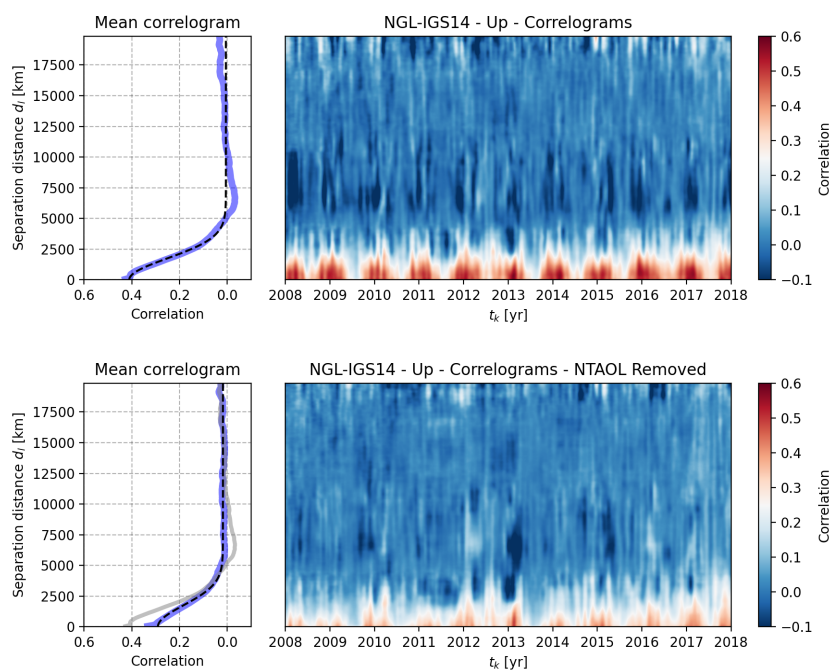 Mean correlogram
NGL-IGS14 - Up - Correlograms
Separation distance dᵢ [km]
17500
15000
12500
10000
7500
5000
2500
0
0.6 0.4 0.2 0.0
Correlation
2008 2009 2010 2011 2012 2013 2014 2015 2016 2017 2018
tₖ [yr]
0.6
0.5
0.4
0.3
0.2
0.1
0.0
−0.1
Correlation
Mean correlogram
NGL-IGS14 - Up - Correlograms - NTAOL Removed
Separation distance dᵢ [km]
17500
15000
12500
10000
7500
5000
2500
0
0.6 0.4 0.2 0.0
Correlation
2008 2009 2010 2011 2012 2013 2014 2015 2016 2017 2018
tₖ [yr]
0.6
0.5
0.4
0.3
0.2
0.1
0.0
−0.1
Correlation